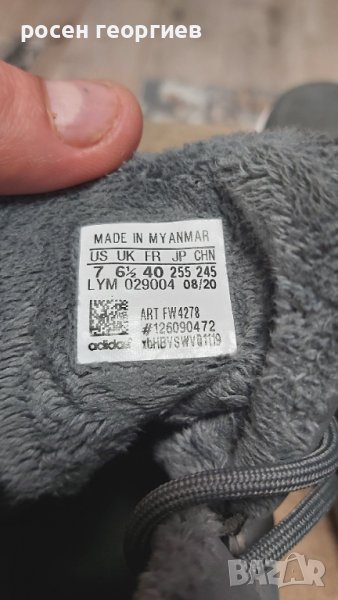 росен георгиев
MADE IN MYANMAR
US UK FR JP CHN
7 6½ 40 255 245
LYM 029004 08/20
ART FW4278
#126090472
adidas
BAZAR